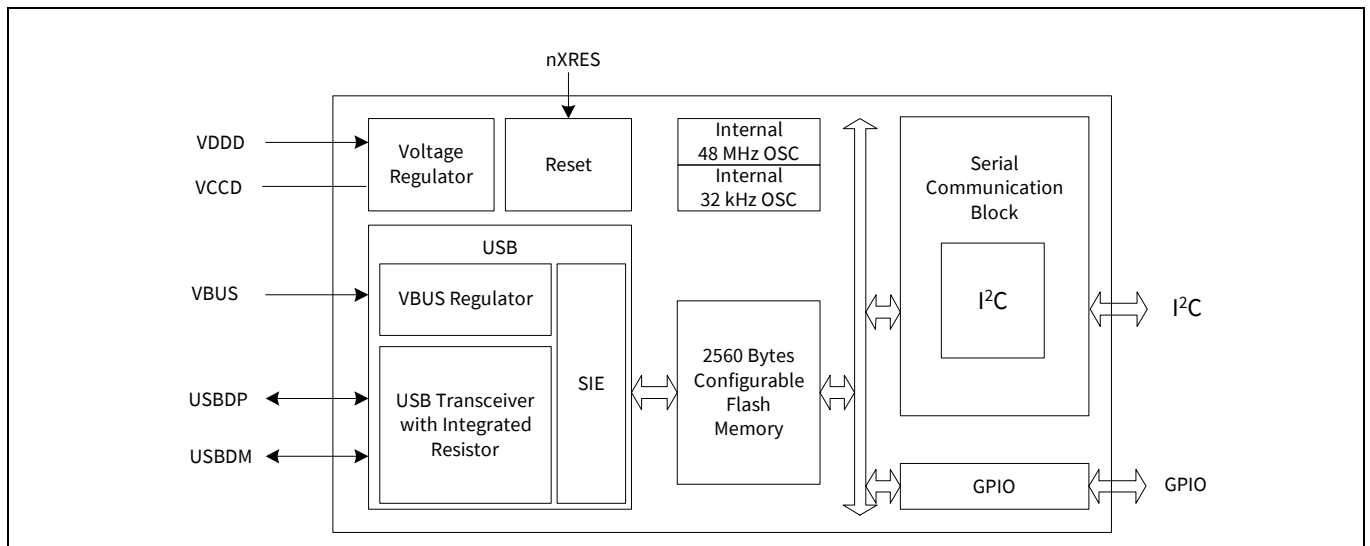 nXRES
VDDD
VCCD
Voltage
Regulator
Reset
Internal
48 MHz OSC
Internal
32 kHz OSC
Serial
Communication
Block
I²C
I²C
USB
VBUS
VBUS Regulator
SIE
USBDP
USBDM
USB Transceiver
with Integrated
Resistor
2560 Bytes
Configurable
Flash
Memory
GPIO
GPIO